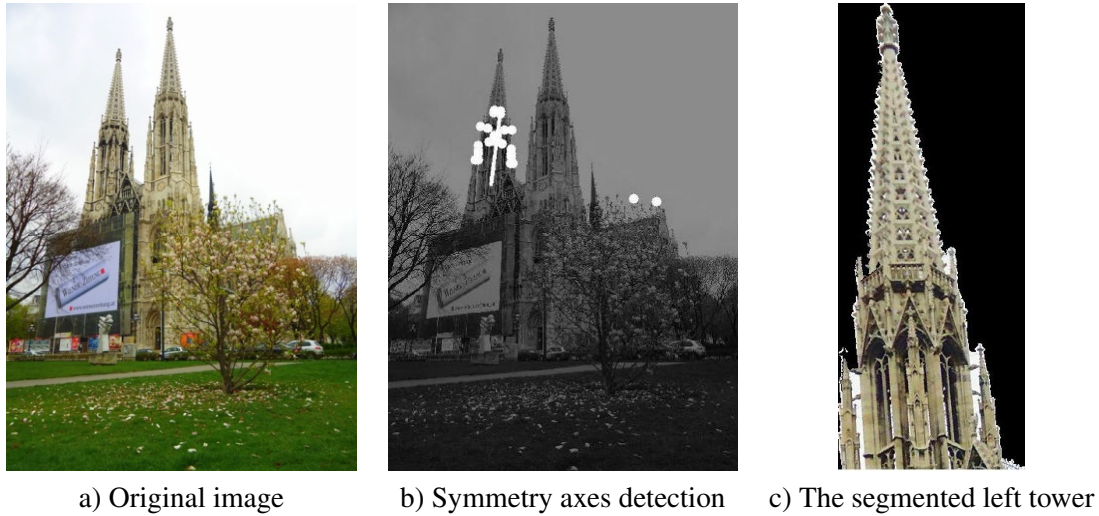 a) Original image
b) Symmetry axes detection
c) The segmented left tower